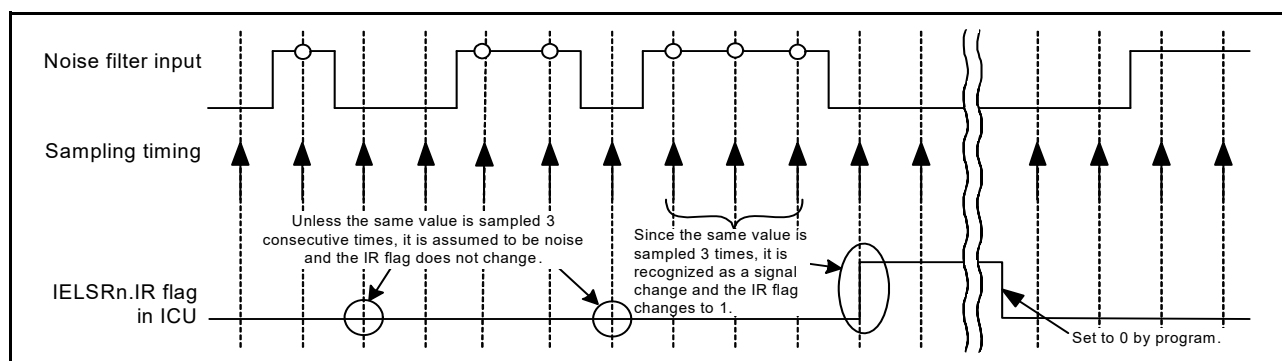 Noise filter input
Sampling timing
Unless the same value is sampled 3
consecutive times, it is assumed to be noise
and the IR flag does not change.
Since the same value is
sampled 3 times, it is
recognized as a signal
change and the IR flag
changes to 1.
IELSRn.IR flag
in ICU
Set to 0 by program.